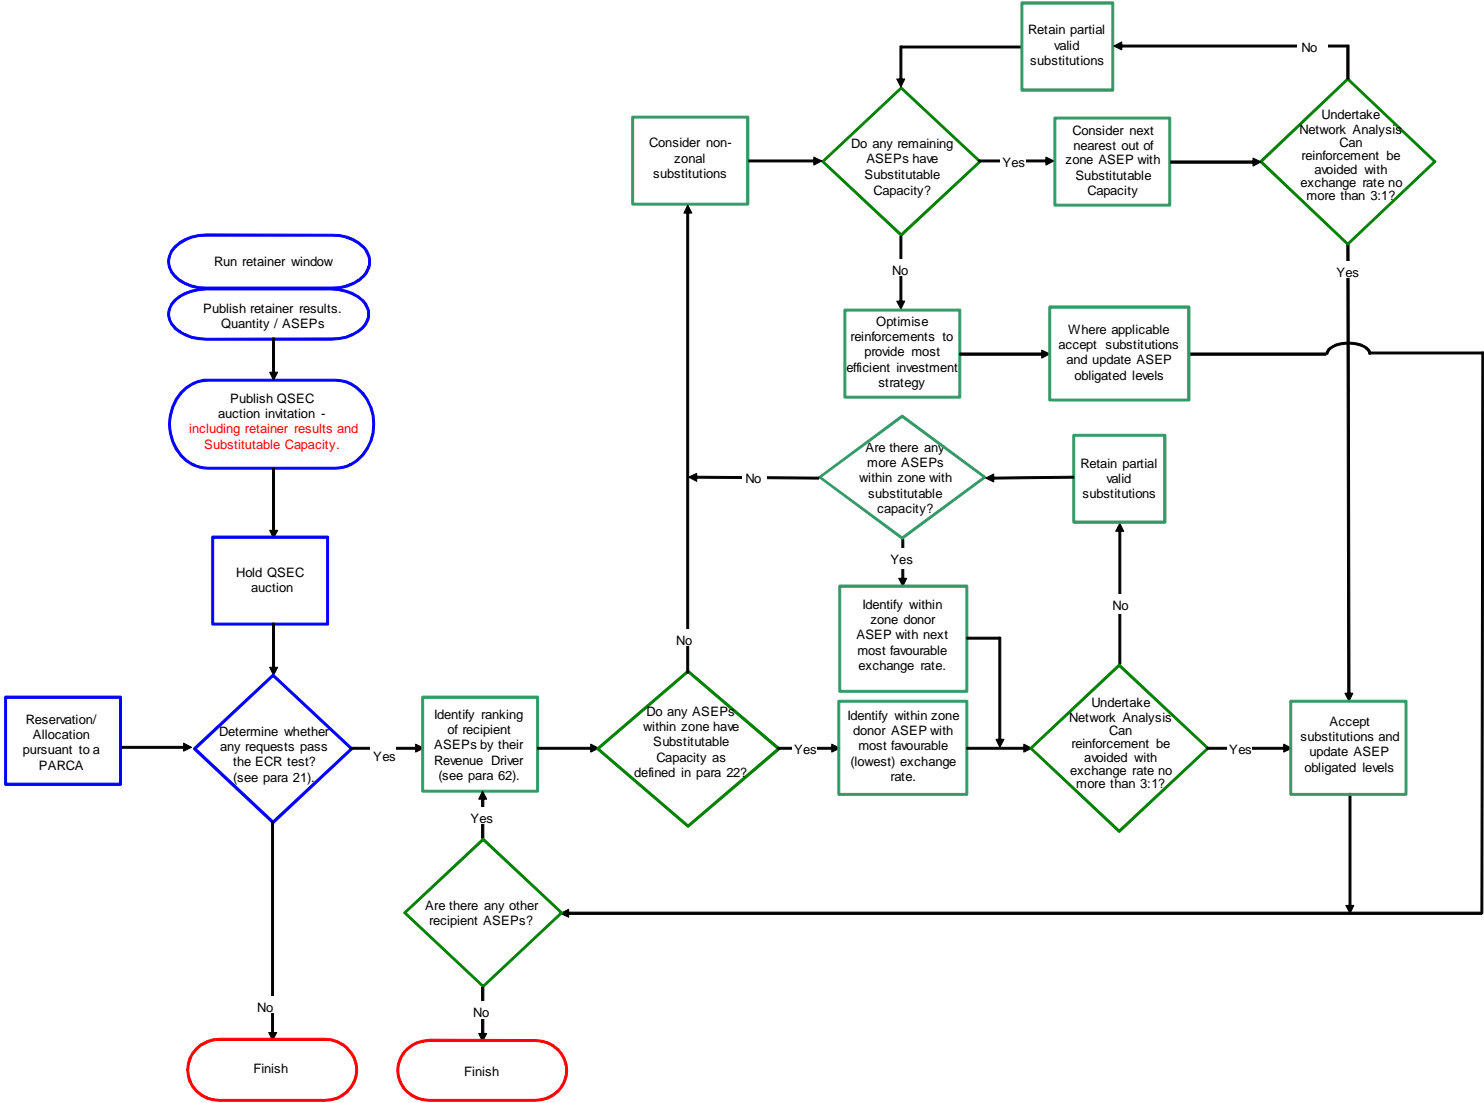 Retain partial
valid
substitutions
No
Undertake
Network Analysis
Can
reinforcement be
avoided with
exchange rate no
more than 3:1?
Consider non-
zonal
substitutions
Do any remaining
ASEPs have
Substitutable
Capacity?
Yes
Consider next
nearest out of
zone ASEP with
Substitutable
Capacity
No
Yes
Run retainer window
Publish retainer results.
Quantity / ASEPs
Optimise
reinforcements to
provide most
efficient investment
strategy
Where applicable
accept substitutions
and update ASEP
obligated levels
Publish QSEC
auction invitation -
including retainer results and
Substitutable Capacity.
No
Are there any
more ASEPs
within zone with
substitutable
capacity?
Retain partial
valid
substitutions
Yes
Hold QSEC
auction
Identify within
zone donor
ASEP with next
most favourable
exchange rate.
No
No
Reservation/
Allocation
pursuant to a
PARCA
Determine whether
any requests pass
the ECR test?
(see para 21).
Yes
Identify ranking
of recipient
ASEPs by their
Revenue Driver
(see para 62).
Do any ASEPs
within zone have
Substitutable
Capacity as
defined in para 22?
Yes
Identify within zone
donor ASEP with
most favourable
(lowest) exchange
rate.
Undertake
Network Analysis
Can
reinforcement be
avoided with
exchange rate no
more than 3:1?
Yes
Accept
substitutions and
update ASEP
obligated levels
Yes
Are there any other
recipient ASEPs?
No
No
Finish
Finish